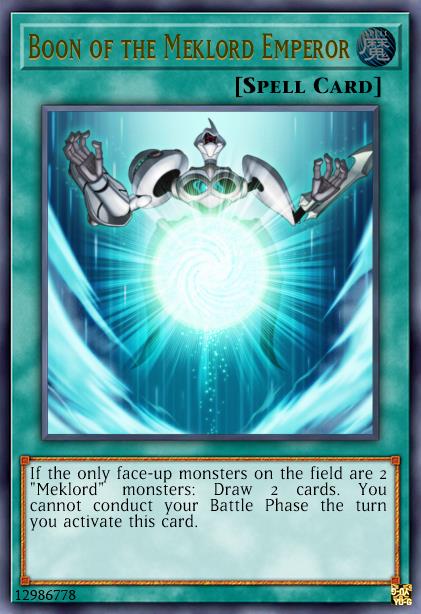 Boon of the Meklord Emperor
魔
[Spell Card]
If the only face-up monsters on the field are 2
"Meklord" monsters: Draw 2 cards. You
cannot conduct your Battle Phase the turn
you activate this card.
12986778